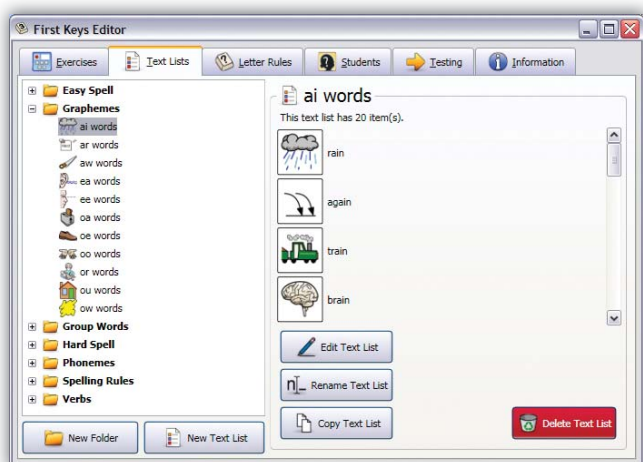 First Keys Editor
Exercises
Text Lists
Letter Rules
Students
Testing
Information
Easy Spell
Graphemes
ai words
ar words
aw words
ea words
ee words
oa words
oe words
oo words
or words
ou words
ow words
Group Words
Hard Spell
Phonemes
Spelling Rules
Verbs
New Folder
New Text List
ai words
This text list has 20 item(s).
rain
again
train
brain
Edit Text List
Rename Text List
Copy Text List
Delete Text List